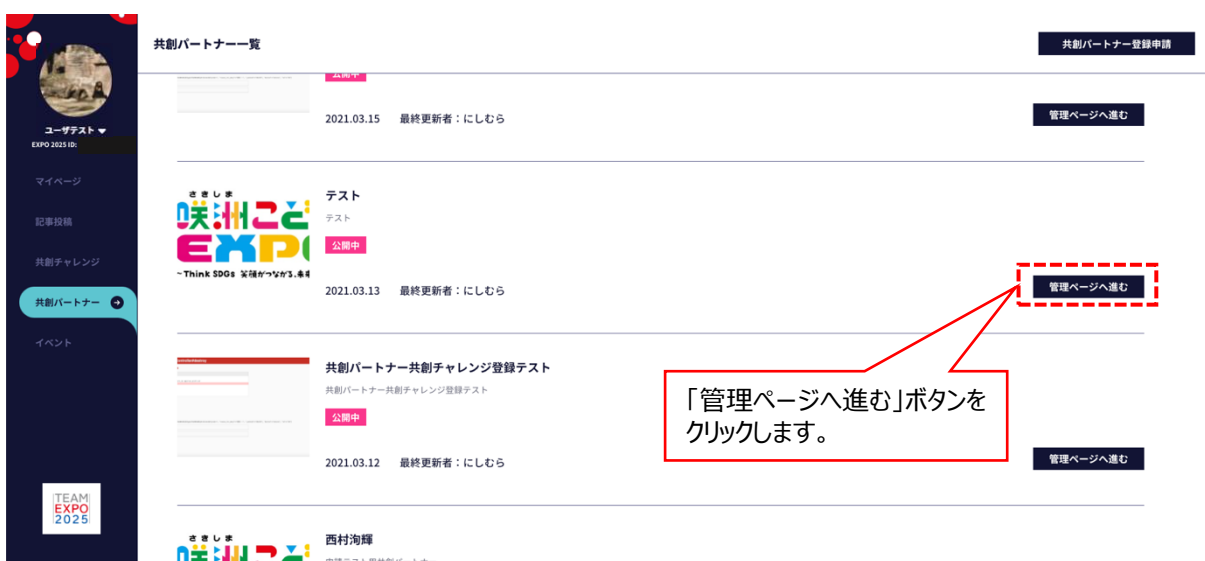 共創パートナー一覧
共創パートナー登録申請
ユーザテスト
EXPO 2025 ID:
マイページ
記事投稿
共創チャレンジ
共創パートナー
イベント
TEAM
EXPO
2025
公開中
2021.03.15 最終更新者：にしむら
管理ページへ進む
さきしま
咲洲こど
EXPO
~Think SDGs 笑顔がつながる、未来
テスト
テスト
公開中
2021.03.13 最終更新者：にしむら
管理ページへ進む
共創パートナー共創チャレンジ登録テスト
共創パートナー共創チャレンジ登録テスト
公開中
2021.03.12 最終更新者：にしむら
管理ページへ進む
「管理ページへ進む」ボタンを
クリックします。
さきしま
西村洵輝